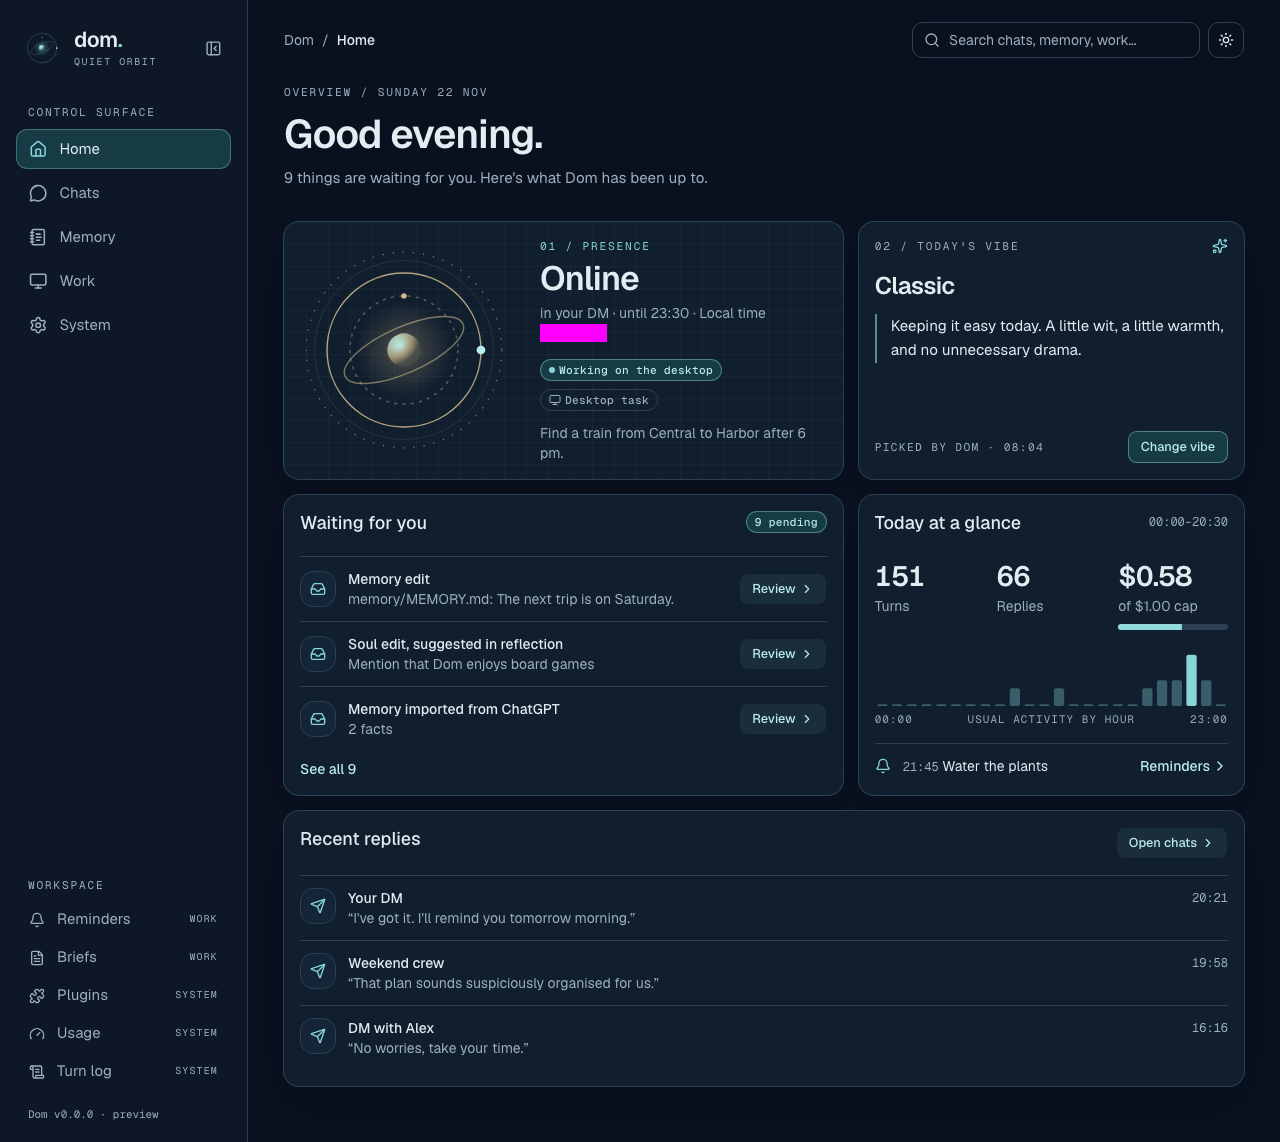 dom.
QUIET ORBIT
CONTROL SURFACE
Home
Chats
Memory
Work
System
WORKSPACE
Reminders WORK
Briefs WORK
Plugins SYSTEM
Usage SYSTEM
Turn log SYSTEM
Dom v0.0.0 · preview
Dom / Home
Search chats, memory, work…
OVERVIEW / SUNDAY 22 NOV
Good evening.
9 things are waiting for you. Here's what Dom has been up to.
01 / PRESENCE
Online
in your DM · until 23:30 · Local time
Working on the desktop
Desktop task
Find a train from Central to Harbor after 6
pm.
02 / TODAY'S VIBE
Classic
Keeping it easy today. A little wit, a little warmth,
and no unnecessary drama.
PICKED BY DOM · 08:04
Change vibe
Waiting for you
9 pending
Memory edit
memory/MEMORY.md: The next trip is on Saturday.
Review
Soul edit, suggested in reflection
Mention that Dom enjoys board games
Review
Memory imported from ChatGPT
2 facts
Review
See all 9
Today at a glance
00:00–20:30
151 66 $0.58
Turns Replies of $1.00 cap
00:00 USUAL ACTIVITY BY HOUR 23:00
21:45 Water the plants
Reminders
Recent replies
Open chats
Your DM
20:21
“I've got it. I'll remind you tomorrow morning.”
Weekend crew
19:58
“That plan sounds suspiciously organised for us.”
DM with Alex
16:16
“No worries, take your time.”